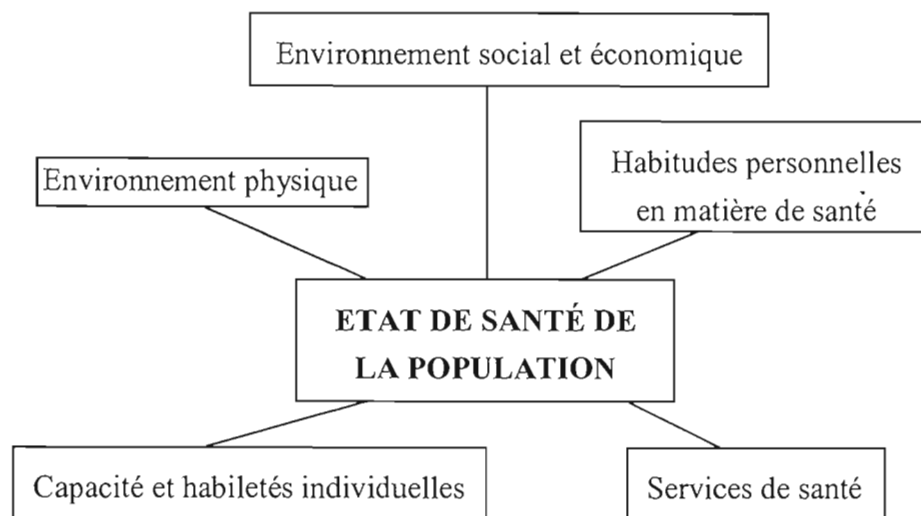 Environnement social et économique
Environnement physique
Habitudes personnelles
en matière de santé
ETAT DE SANTÉ DE
LA POPULATION
Capacité et habiletés individuelles
Services de santé